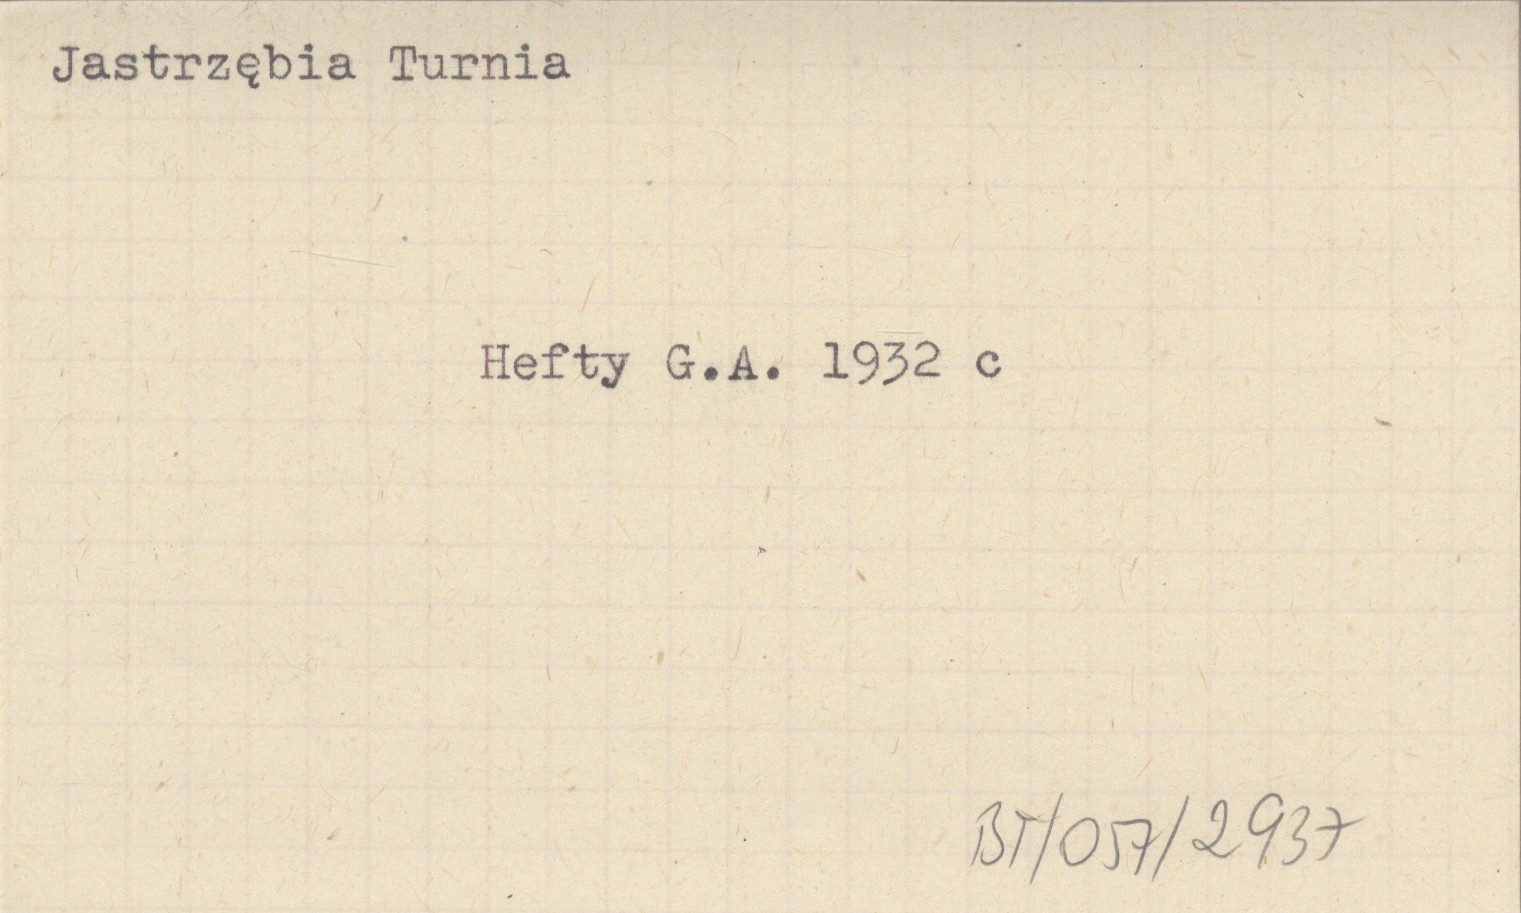 Jastrzębia Turnia
Hefty G.A. 1932 c
BT/057/2937